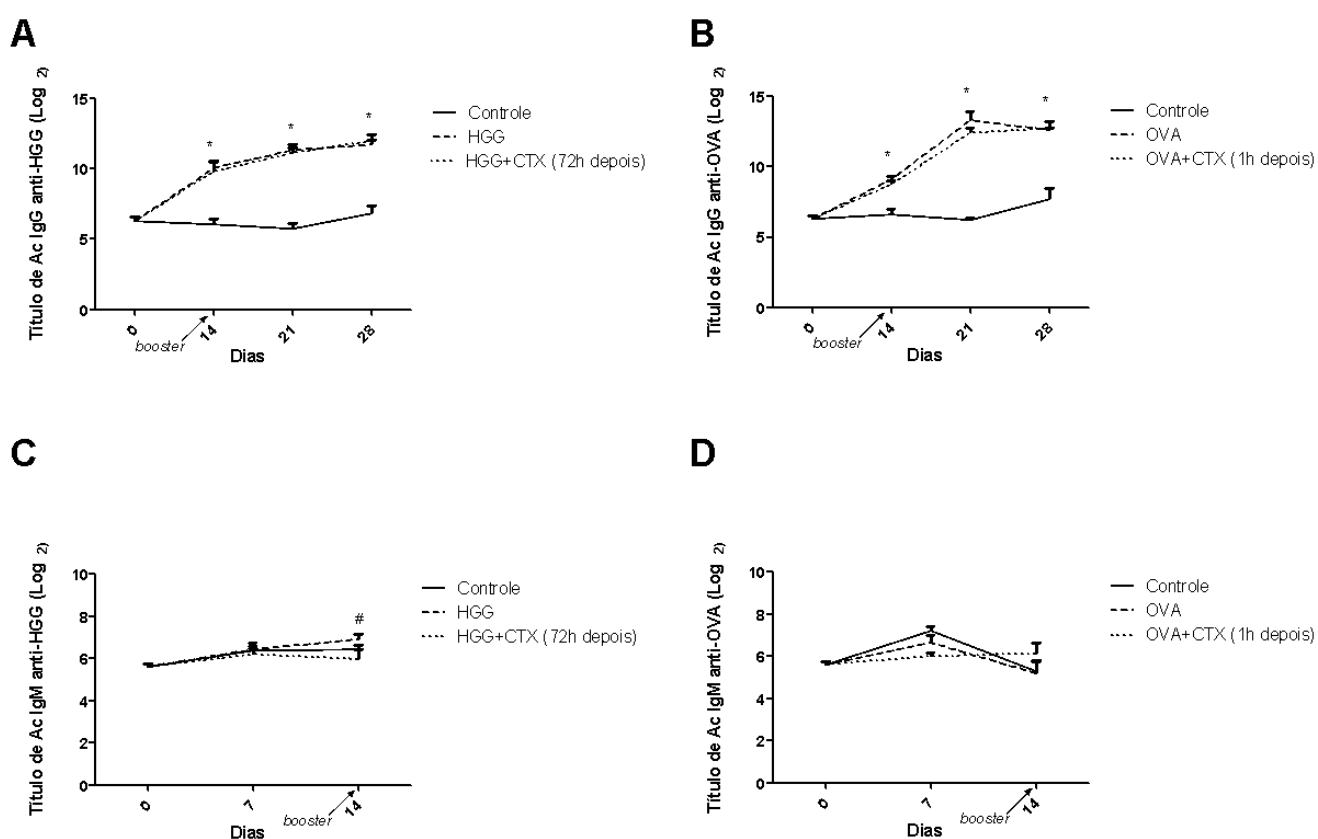 A
Título de Ac IgG anti-HGG (Log 2)
15
10
5
0
*
*
*
Controle
HGG
HGG+CTX (72h depois)
0
14
21
28
booster
Dias
B
Título de Ac IgG anti-OVA (Log 2)
15
10
5
0
*
*
*
Controle
OVA
OVA+CTX (1h depois)
0
14
21
28
booster
Dias
C
Título de Ac IgM anti-HGG (Log 2)
10
8
6
4
2
0
#
Controle
HGG
HGG+CTX (72h depois)
0
7
14
booster
Dias
D
Título de Ac IgM anti-OVA (Log 2)
10
8
6
4
2
0
Controle
OVA
OVA+CTX (1h depois)
0
7
14
booster
Dias